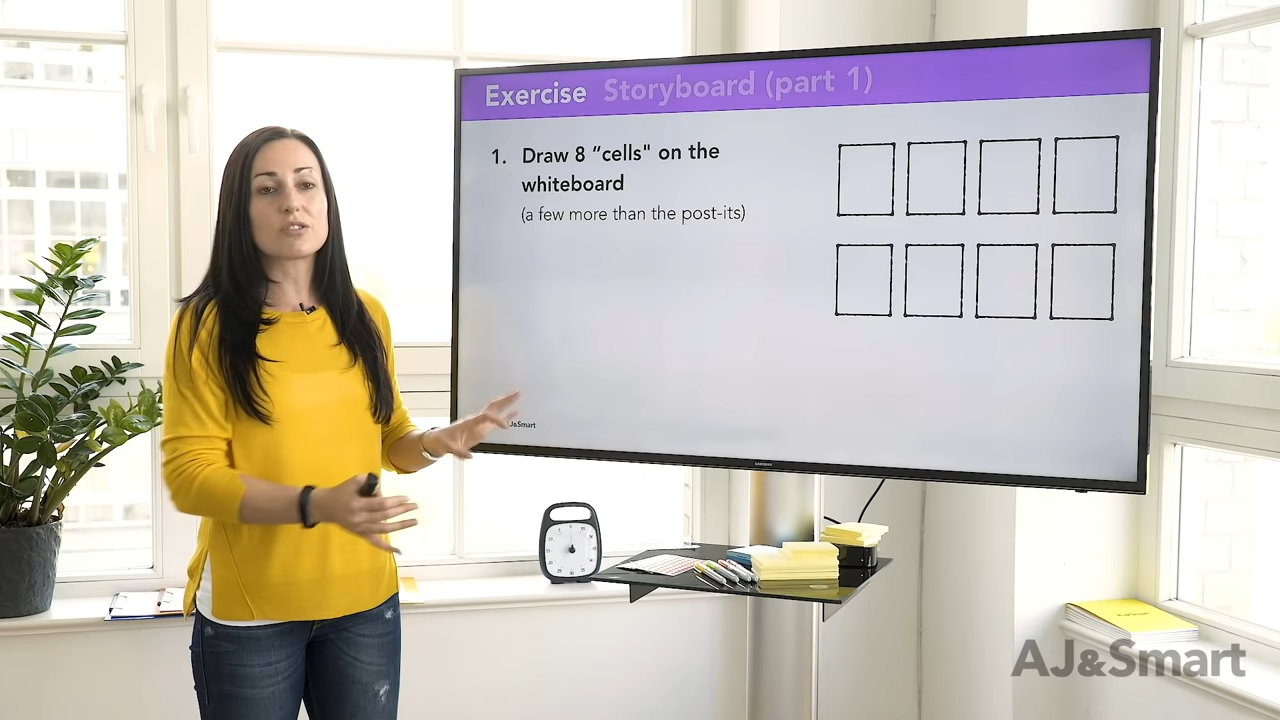 Exercise Storyboard (part 1)
1. Draw 8 “cells" on the
whiteboard
(a few more than the post-its)
AJ&Smart
SAMSUNG
AJ&Smart